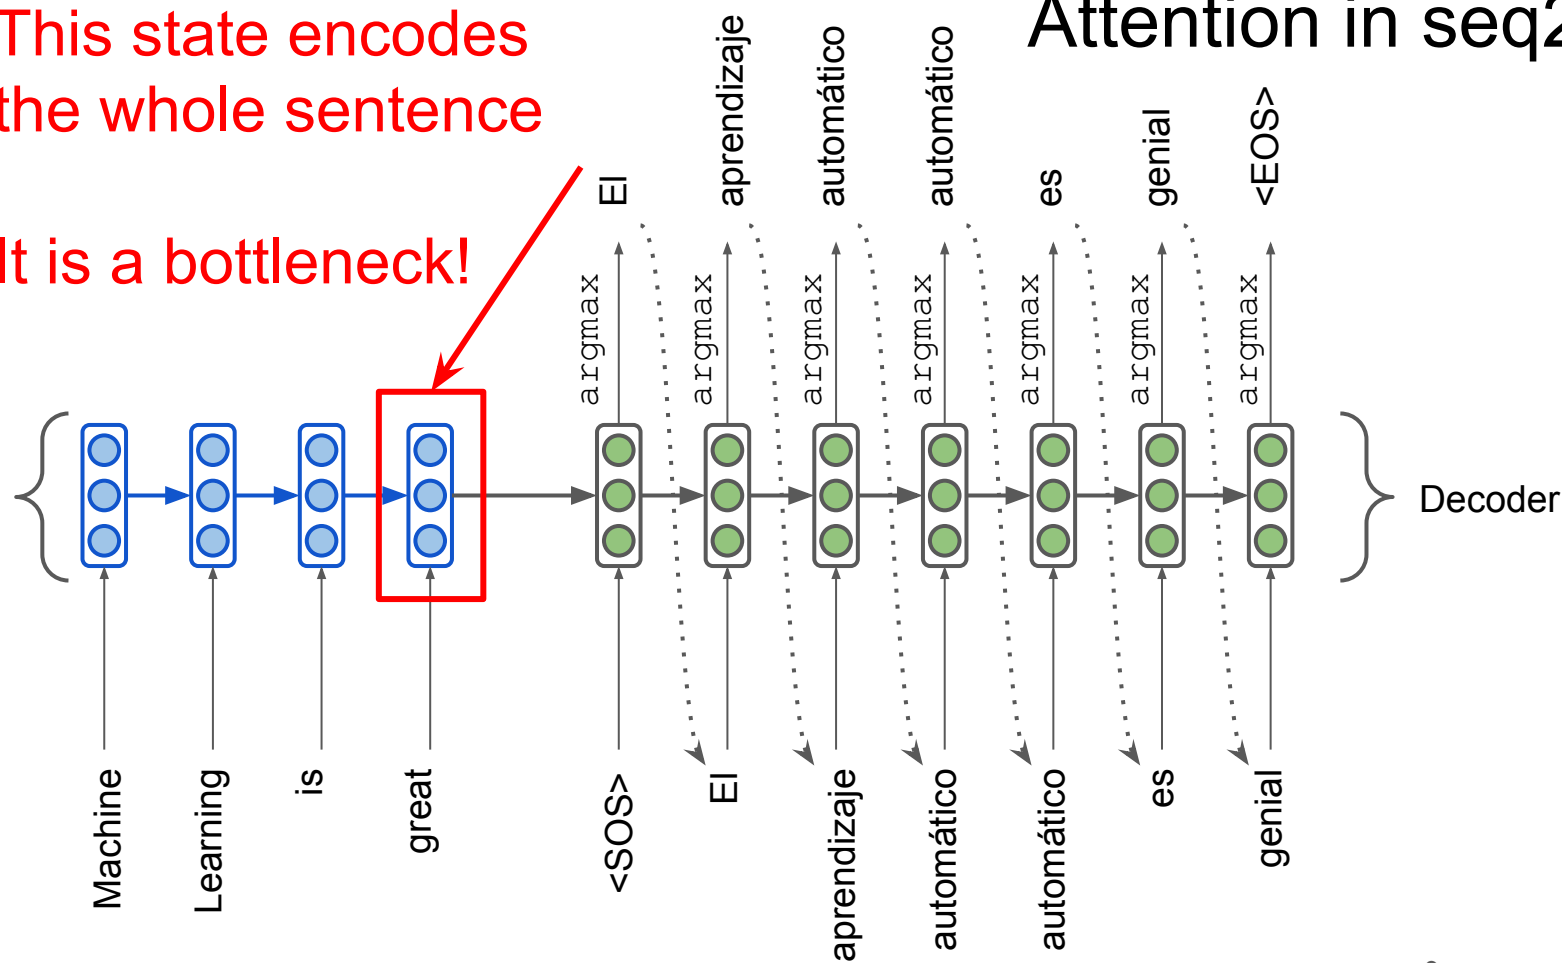 This state encodes
the whole sentence
It is a bottleneck!
Attention in seq2
El
aprendizaje
automático
automático
es
genial
<EOS>
argmax
argmax
argmax
argmax
argmax
argmax
argmax
Decoder
Machine
Learning
is
great
<SOS>
El
aprendizaje
automático
automático
es
genial